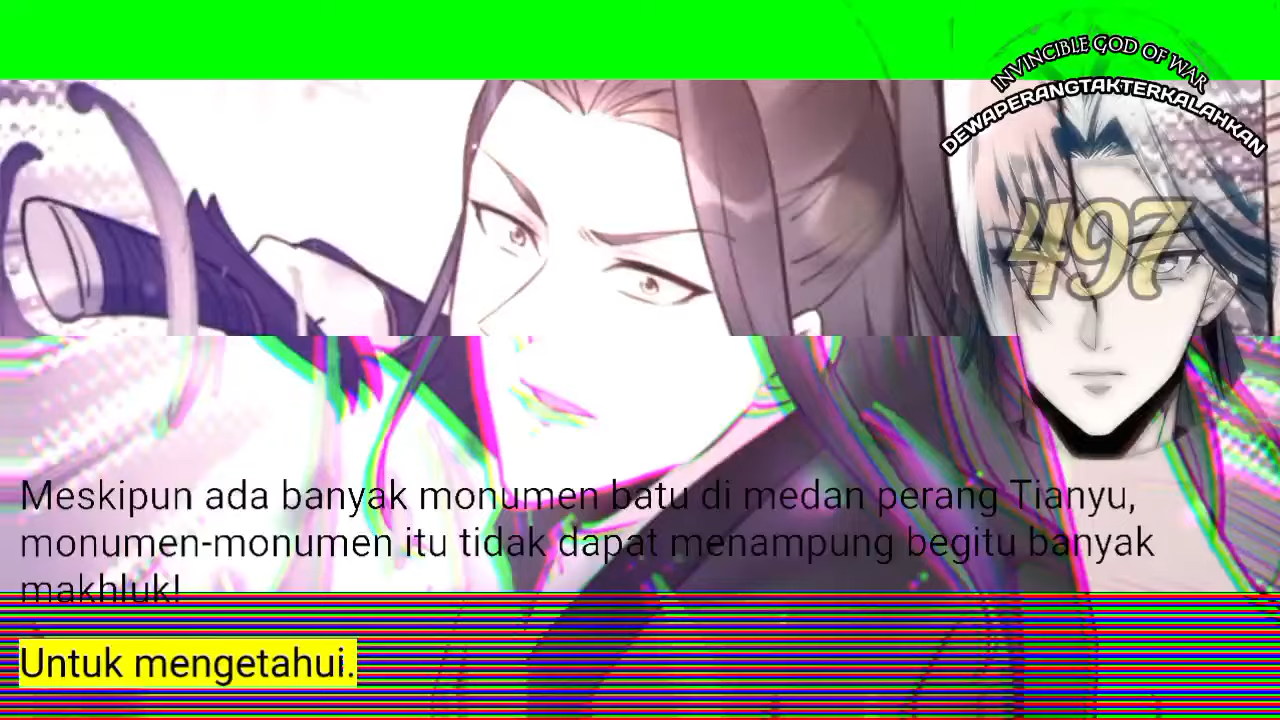 INVINCIBLE GOD OF WAR
DEWAPERANGTAKTERKALAHKAN
497
Meskipun ada banyak monumen batu di medan perang Tianyu,
monumen-monumen itu tidak dapat menampung begitu banyak
makhluk!
Untuk mengetahui.